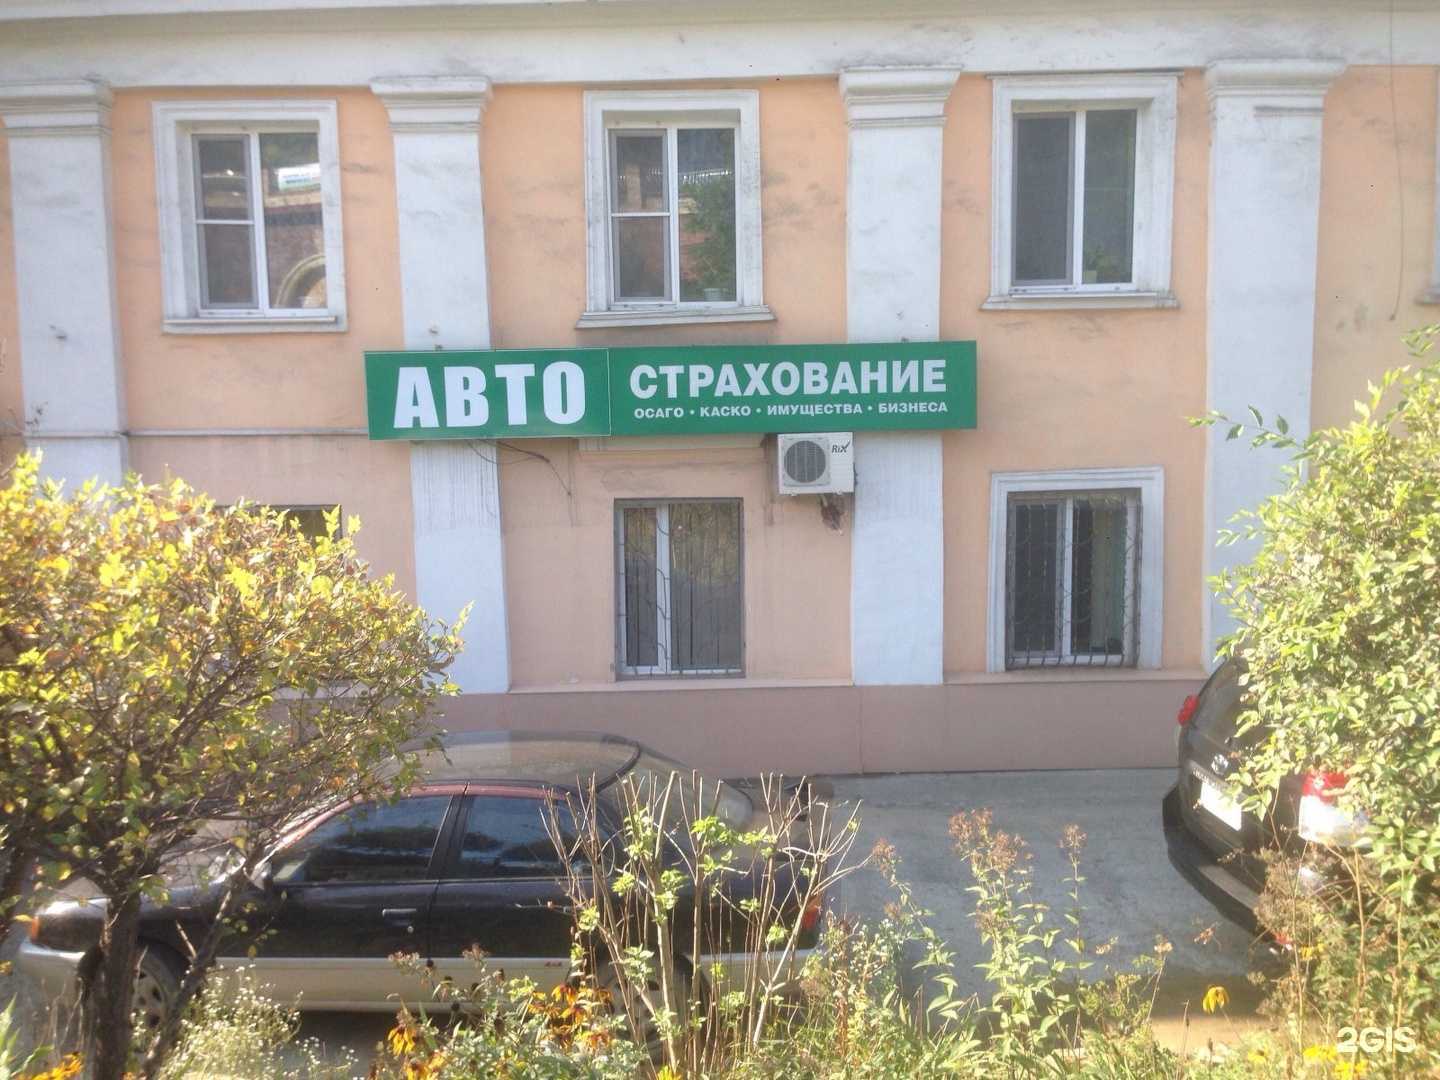 АВТО
СТРАХОВАНИЕ
ОСАГО • КАСКО • ИМУЩЕСТВА • БИЗНЕСА
RIX
2GIS